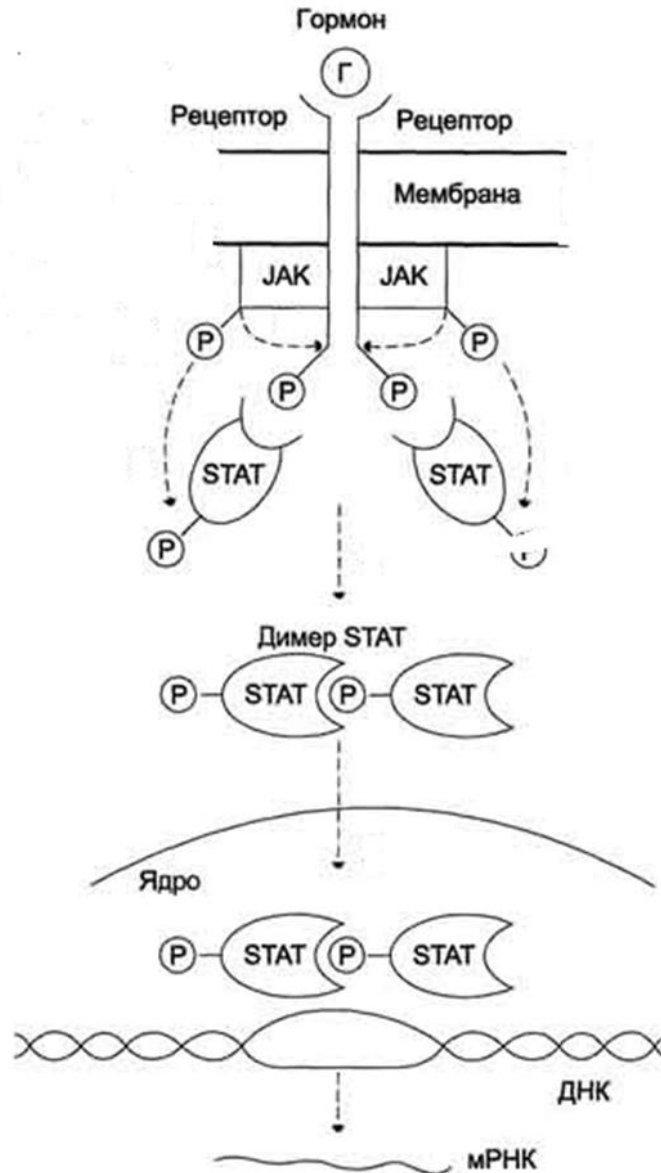 Гормон
Г
Рецептор Рецептор
Мембрана
JAK JAK
P P
P P
STAT STAT
P
Димер STAT
P STAT P STAT
Ядро
P STAT P STAT
ДНК
мРНК